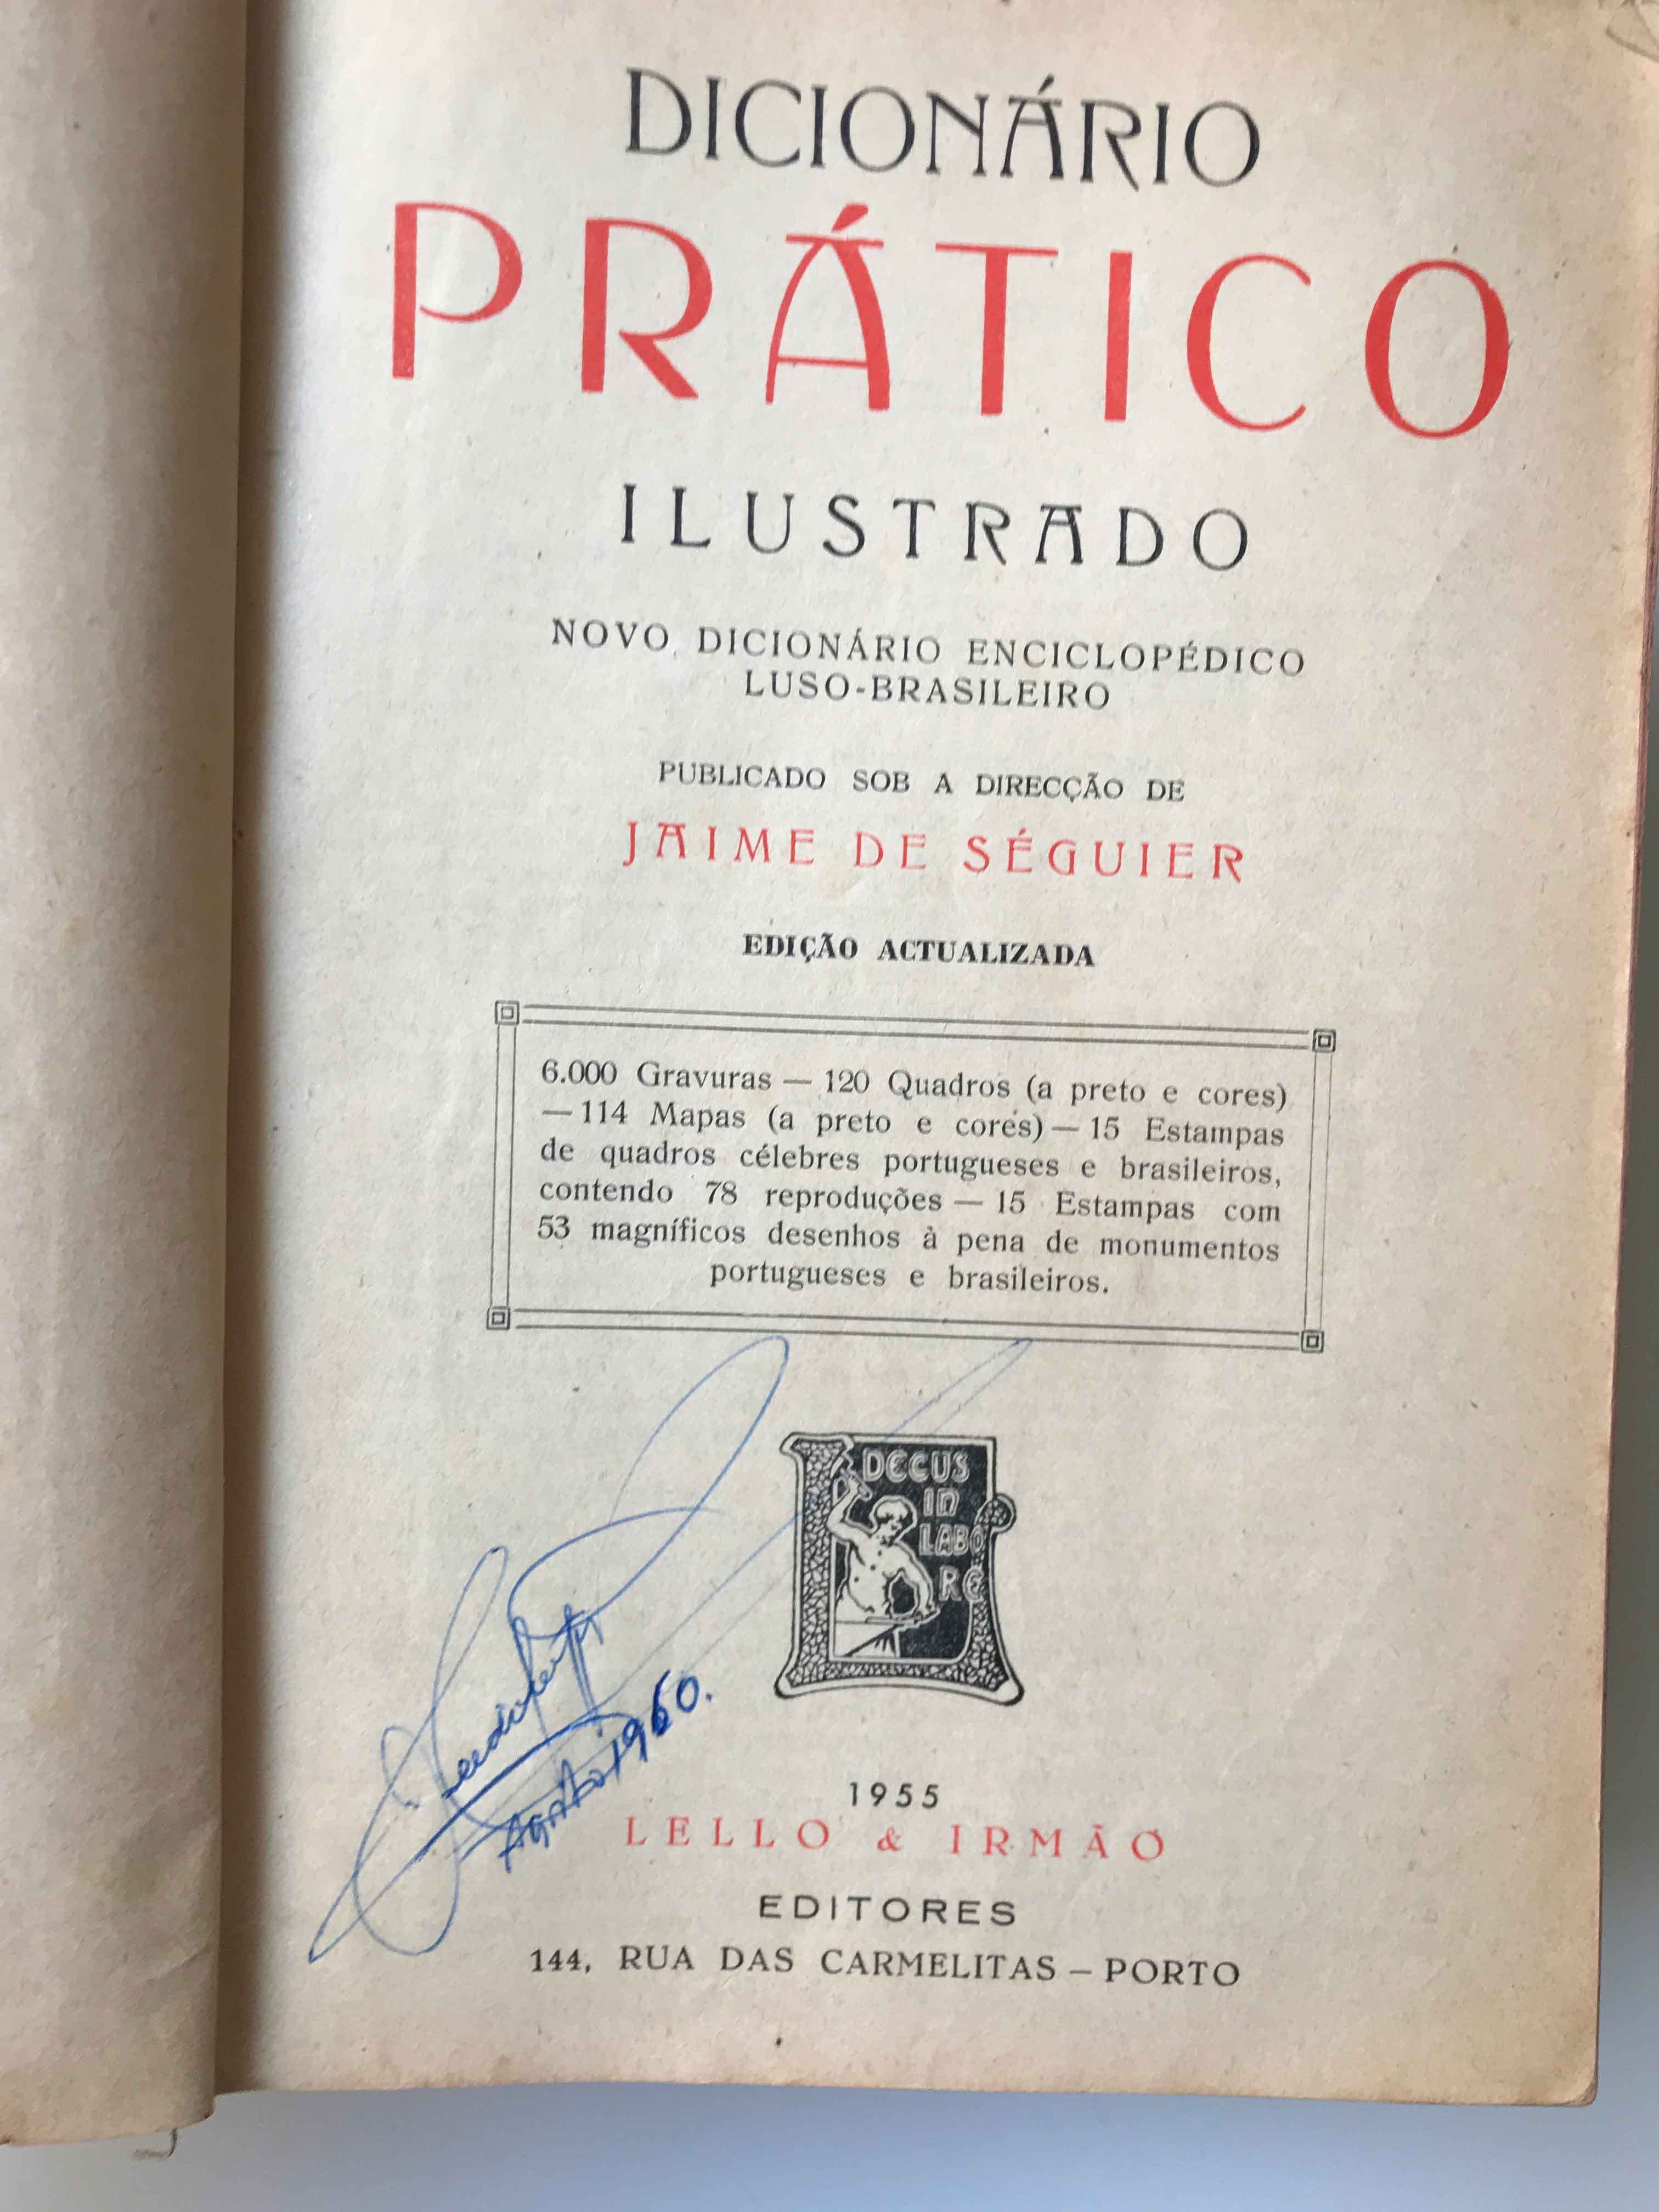 DICIONÁRIO
PRÁTICO
ILUSTRADO
NOVO DICIONÁRIO ENCICLOPÉDICO
LUSO-BRASILEIRO
PUBLICADO SOB A DIRECÇÃO DE
JAIME DE SÉGUIER
EDIÇÃO ACTUALIZADA
6.000 Gravuras — 120 Quadros (a preto e cores)
— 114 Mapas (a preto e cores) — 15 Estampas
de quadros célebres portugueses e brasileiros,
contendo 78 reproduções — 15 Estampas com
53 magníficos desenhos à pena de monumentos
portugueses e brasileiros.
DECUS
IN
LABO
RE
Agosto/1960.
1955
LELLO & IRMÃO
EDITORES
144, RUA DAS CARMELITAS – PORTO